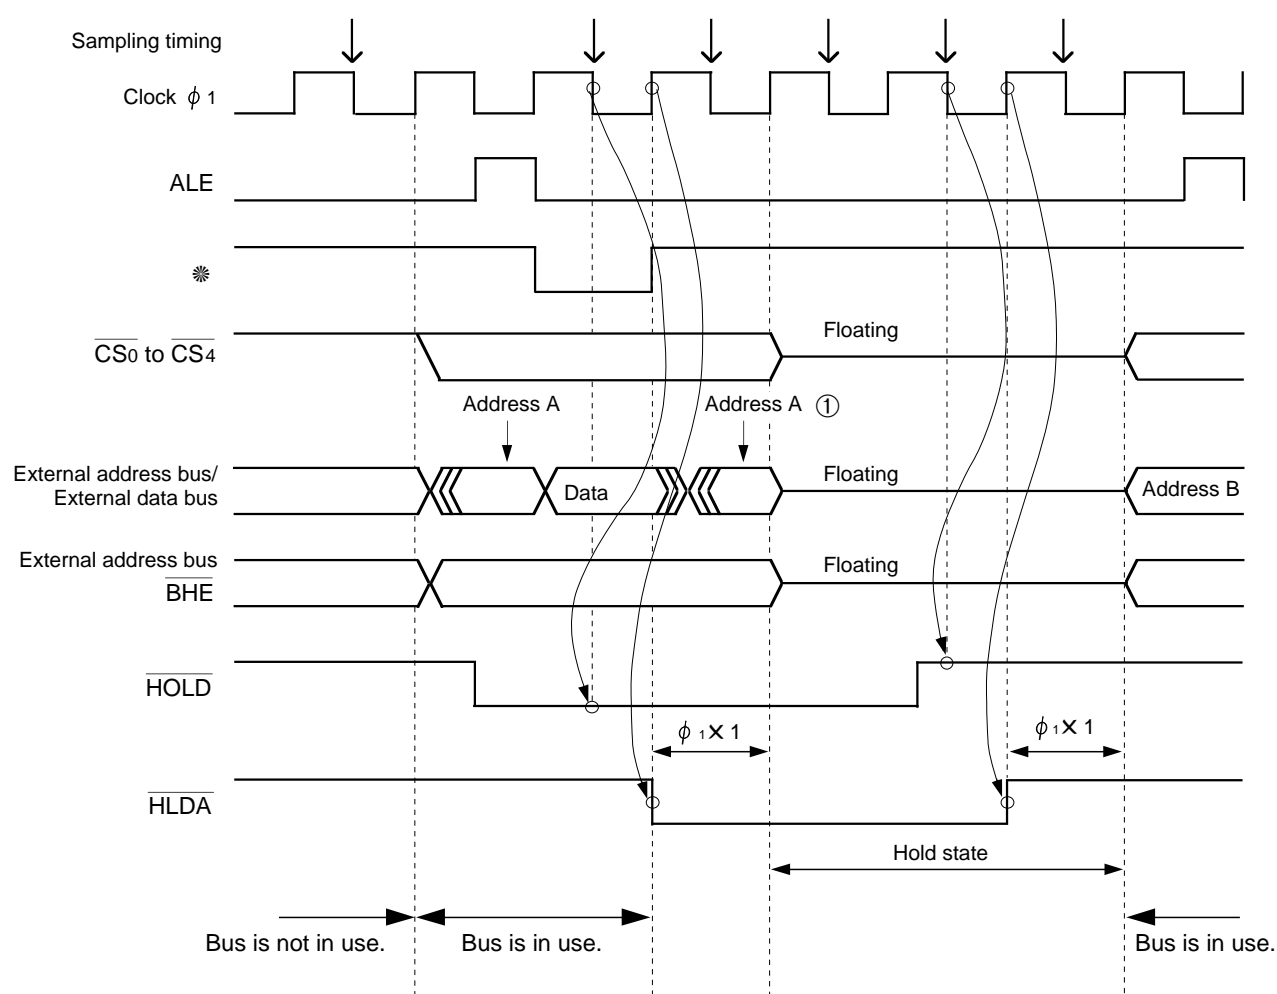 Sampling timing
Clock ϕ 1
ALE
CS0 to CS4
Floating
Address A
Address A ①
External address bus/
External data bus
Data
Floating
Address B
External address bus
BHE
Floating
HOLD
ϕ 1 X 1
ϕ 1 X 1
HLDA
Hold state
Bus is not in use.
Bus is in use.
Bus is in use.